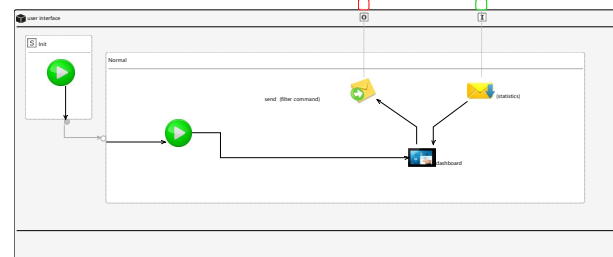 user interface
O
I
S Init
Normal
send (filter command)
(statistics)
dashboard